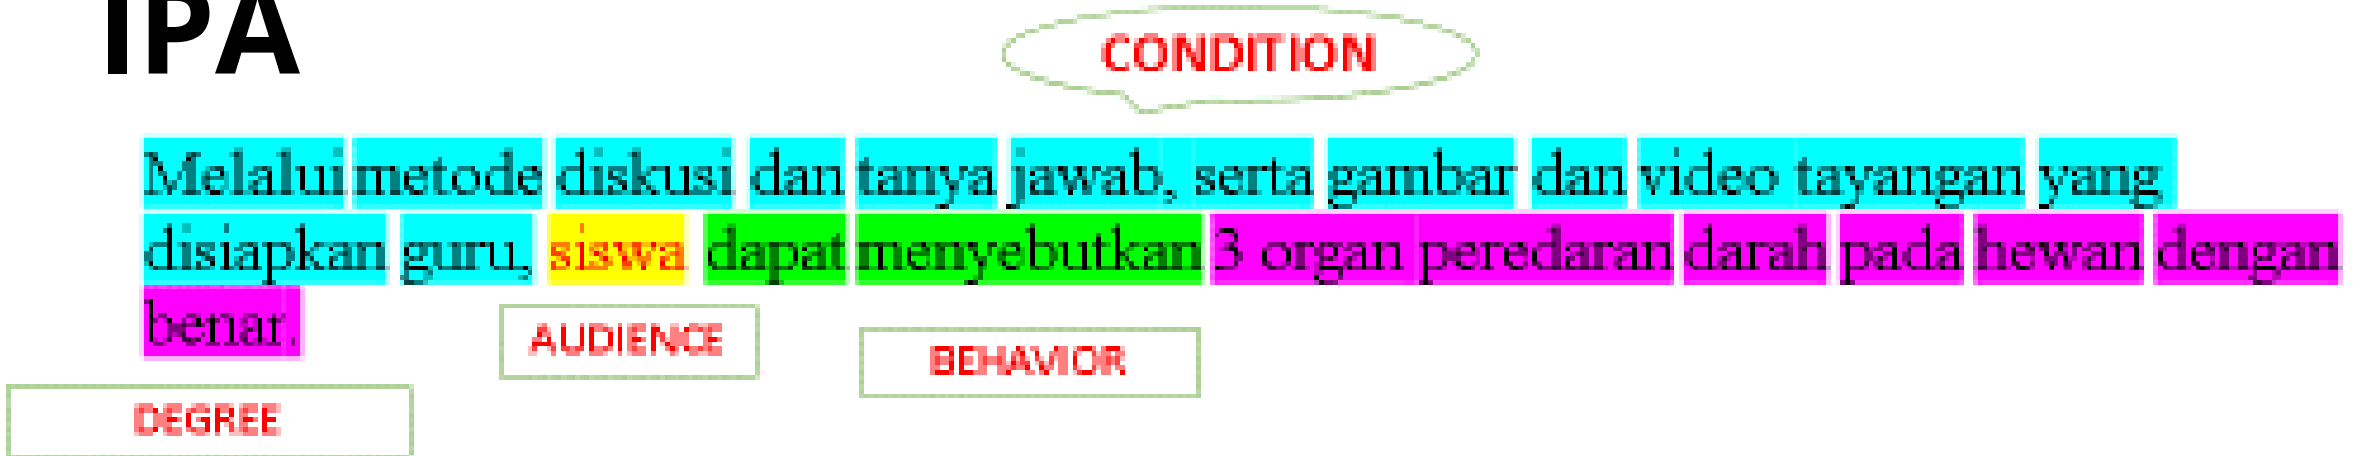 IPA
CONDITION
Melalui metode diskusi dan tanya jawab, serta gambar dan video tayangan yang
disiapkan guru, siswa dapat menyebutkan 3 organ peredaran darah pada hewan dengan
benar.
AUDIENCE
BEHAVIOR
DEGREE